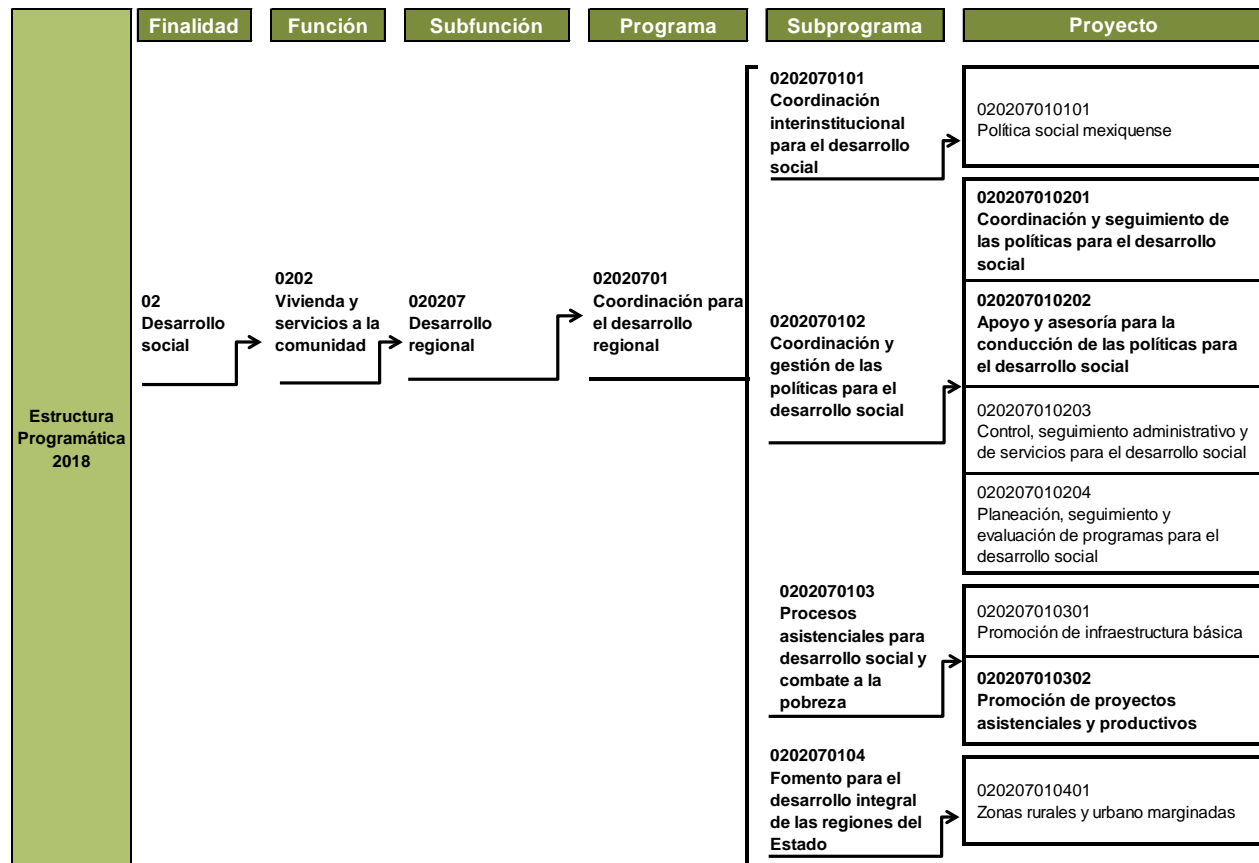 Finalidad
Función
Subfunción
Programa
Subprograma
Proyecto
Estructura
Programática
2018
02
Desarrollo
social
0202
Vivienda y
servicios a la
comunidad
020207
Desarrollo
regional
02020701
Coordinación para
el desarrollo
regional
0202070101
Coordinación
interinstitucional
para el desarrollo
social
020207010101
Política social mexiquense
0202070102
Coordinación y
gestión de las
políticas para el
desarrollo social
020207010201
Coordinación y seguimiento de
las políticas para el desarrollo
social
020207010202
Apoyo y asesoría para la
conducción de las políticas para
el desarrollo social
020207010203
Control, seguimiento administrativo y
de servicios para el desarrollo social
020207010204
Planeación, seguimiento y
evaluación de programas para el
desarrollo social
0202070103
Procesos
asistenciales para
desarrollo social y
combate a la
pobreza
020207010301
Promoción de infraestructura básica
020207010302
Promoción de proyectos
asistenciales y productivos
0202070104
Fomento para el
desarrollo integral
de las regiones del
Estado
020207010401
Zonas rurales y urbano marginadas